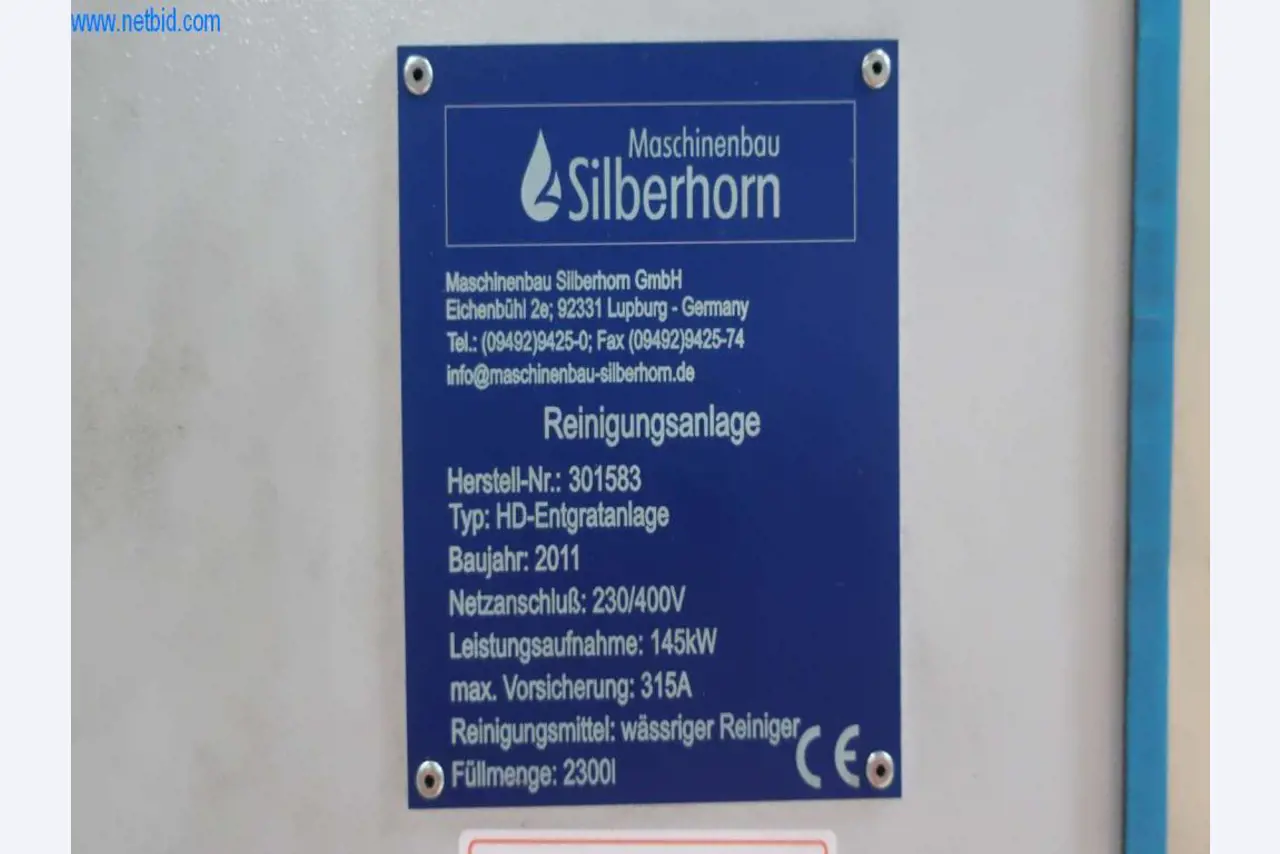 www.netbid.com
Maschinenbau
Silberhorn
Maschinenbau Silberhorn GmbH
Eichenbühl 2e; 92331 Lupburg - Germany
Tel.: (09492)9425-0; Fax (09492)9425-74
info@maschinenbau-silberhorn.de
Reinigungsanlage
Herstell-Nr.: 301583
Typ: HD-Entgratanlage
Baujahr: 2011
Netzanschluß: 230/400V
Leistungsaufnahme: 145kW
max. Vorsicherung: 315A
Reinigungsmittel: wässriger Reiniger
Füllmenge: 2300l
CE